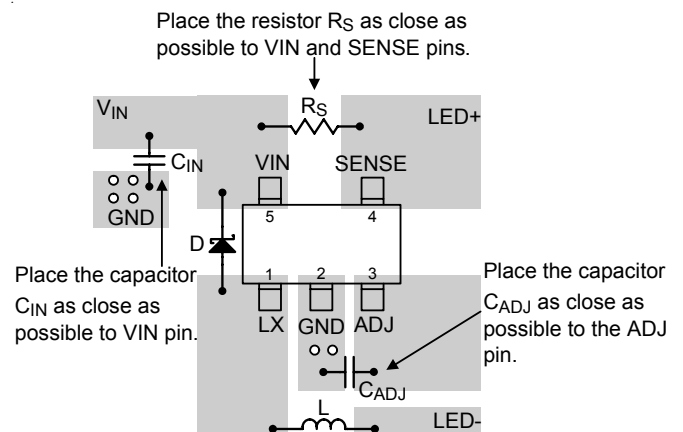 Place the resistor RS as close as
possible to VIN and SENSE pins.
VIN
RS
LED+
CIN
VIN
SENSE
GND
5
4
D
1
2
3
Place the capacitor
CIN as close as
possible to VIN pin.
LX
GND
ADJ
Place the capacitor
CADJ as close as
possible to the ADJ
pin.
CADJ
L
LED-